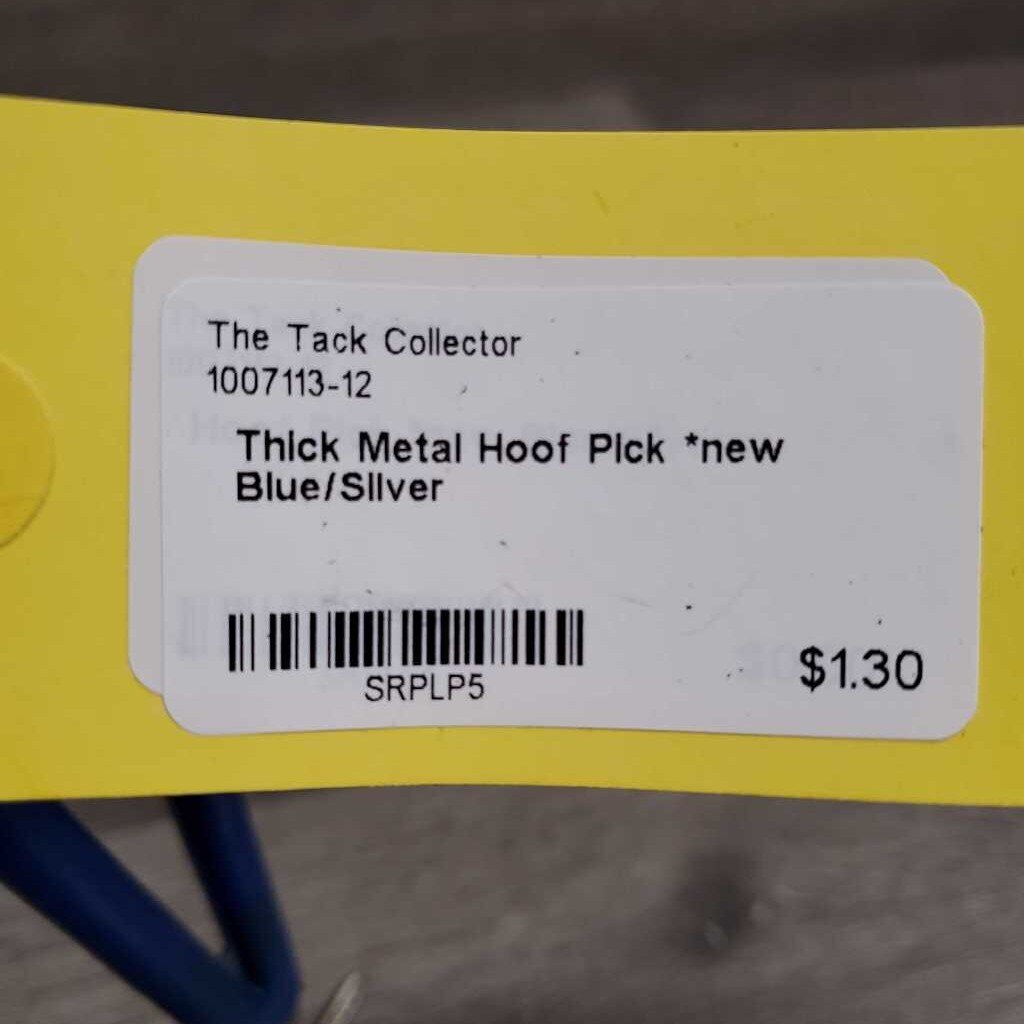 The Tack Collector
1007113-12
Thick Metal Hoof Pick *new
Blue/Silver
SRPLP5
$1.30